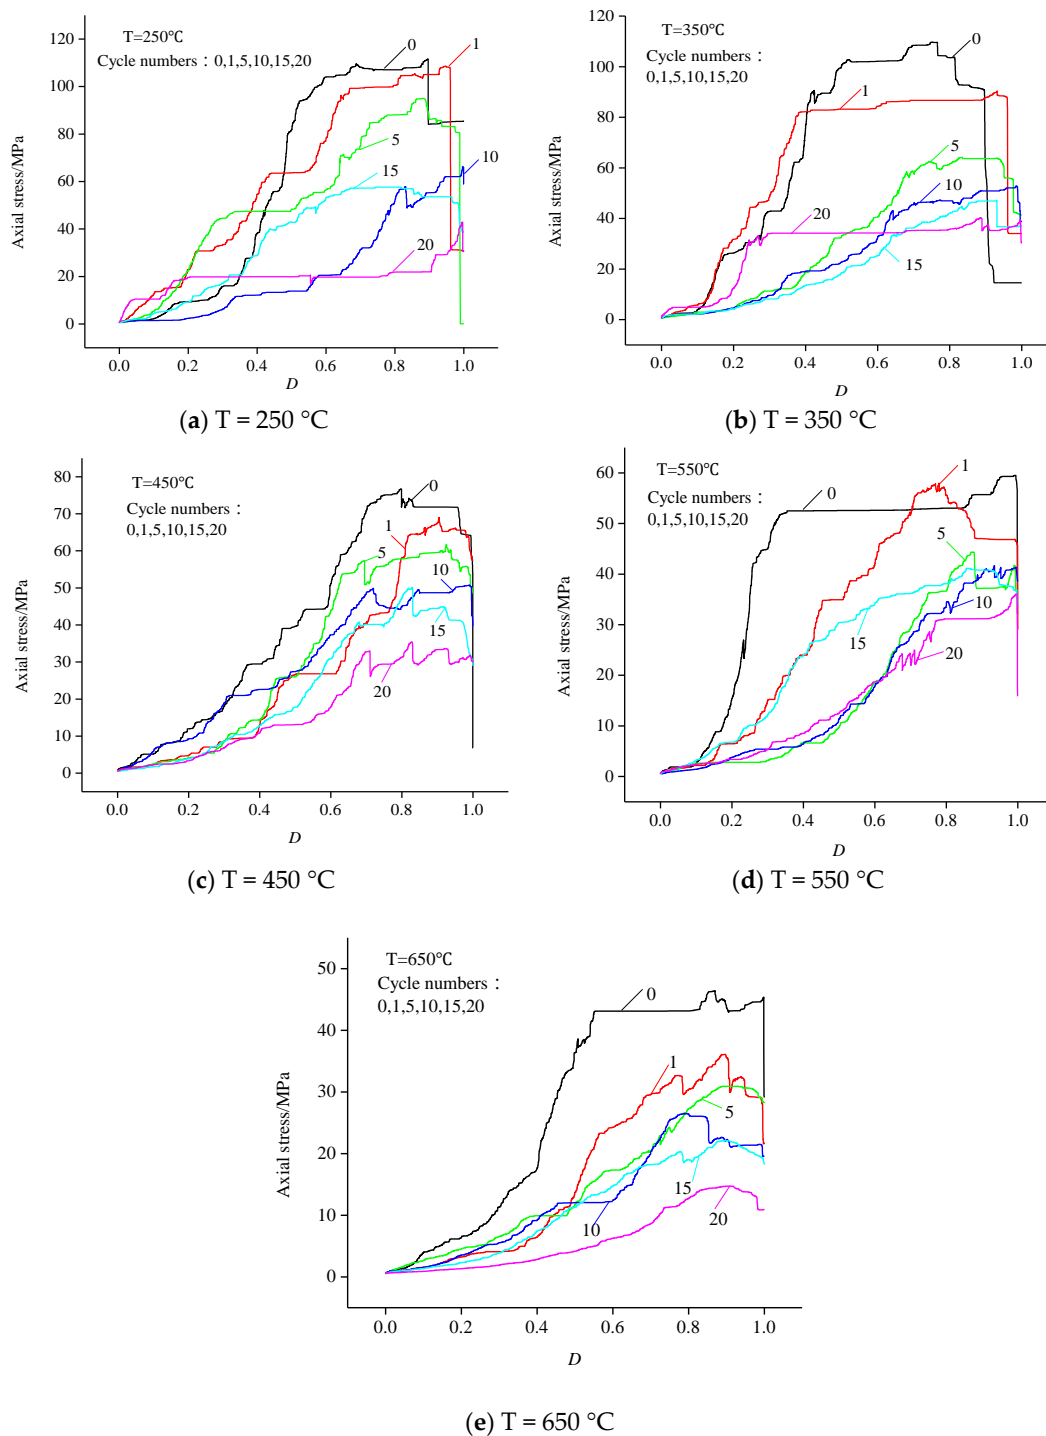 T=250℃
Cycle numbers：0,1,5,10,15,20
0
1
5
10
15
20
120
100
80
60
40
20
0
Axial stress/MPa
0.0 0.2 0.4 0.6 0.8 1.0
D
(a) T = 250 °C
T=350℃
Cycle numbers：
0,1,5,10,15,20
0
1
5
10
20
15
120
100
80
60
40
20
0
Axial stress/MPa
0.0 0.2 0.4 0.6 0.8 1.0
D
(b) T = 350 °C
T=450℃
Cycle numbers：
0,1,5,10,15,20
0
1
5
10
15
20
80
70
60
50
40
30
20
10
0
Axial stress/MPa
0.0 0.2 0.4 0.6 0.8 1.0
D
(c) T = 450 °C
T=550℃
Cycle numbers：
0,1,5,10,15,20
1
0
5
10
15
20
60
50
40
30
20
10
0
Axial stress/MPa
0.0 0.2 0.4 0.6 0.8 1.0
D
(d) T = 550 °C
T=650℃
Cycle numbers：
0,1,5,10,15,20
0
1
5
15
10
20
50
40
30
20
10
0
Axial stress/MPa
0.0 0.2 0.4 0.6 0.8 1.0
D
(e) T = 650 °C